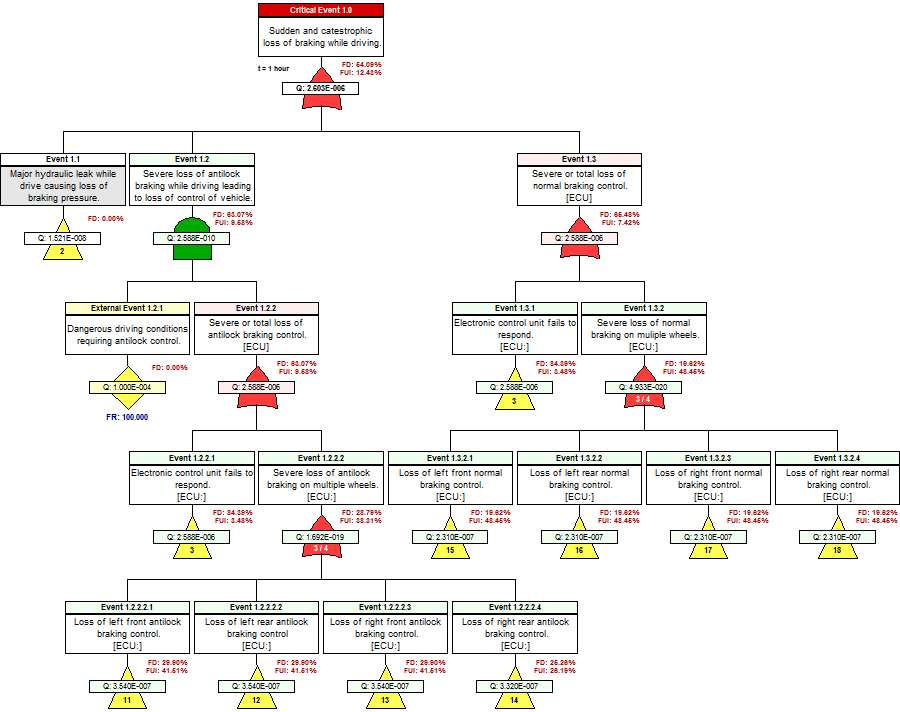 Critical Event 1.0
Sudden and catestrophic
loss of braking while driving.
t = 1 hour
FD: 54.09%
FUI: 12.43%
Q: 2.603E-006
Event 1.1
Major hydraulic leak while
drive causing loss of
braking pressure.
FD: 0.00%
Q: 1.521E-008
2
Event 1.2
Severe loss of antilock
braking while driving leading
to loss of control of vehicle.
FD: 63.07%
FUI: 9.58%
Q: 2.588E-010
Event 1.3
Severe or total loss of
normal braking control.
[ECU]
FD: 65.48%
FUI: 7.42%
Q: 2.588E-006
External Event 1.2.1
Dangerous driving conditions
requiring antilock control.
FD: 0.00%
Q: 1.000E-004
FR: 100.000
Event 1.2.2
Severe or total loss of
antilock braking control.
[ECU]
FD: 63.07%
FUI: 9.58%
Q: 2.588E-006
Event 1.3.1
Electronic control unit fails to
respond.
[ECU:]
FD: 84.39%
FUI: 3.48%
Q: 2.588E-006
3
Event 1.3.2
Severe loss of normal
braking on muliple wheels.
[ECU:]
FD: 19.62%
FUI: 48.45%
Q: 4.933E-020
3 / 4
Event 1.2.2.1
Electronic control unit fails to
respond.
[ECU:]
FD: 84.39%
FUI: 3.48%
Q: 2.588E-006
3
Event 1.2.2.2
Severe loss of antilock
braking on multiple wheels.
[ECU:]
FD: 28.79%
FUI: 38.31%
Q: 1.692E-019
3 / 4
Event 1.3.2.1
Loss of left front normal
braking control.
[ECU:]
FD: 19.62%
FUI: 48.45%
Q: 2.310E-007
15
Event 1.3.2.2
Loss of left rear normal
braking control.
[ECU:]
FD: 19.62%
FUI: 48.45%
Q: 2.310E-007
16
Event 1.3.2.3
Loss of right front normal
braking control.
[ECU:]
FD: 19.62%
FUI: 48.45%
Q: 2.310E-007
17
Event 1.3.2.4
Loss of right rear normal
braking control.
[ECU:]
FD: 19.62%
FUI: 48.45%
Q: 2.310E-007
18
Event 1.2.2.2.1
Loss of left front antilock
braking control.
[ECU:]
FD: 29.90%
FUI: 41.51%
Q: 3.540E-007
11
Event 1.2.2.2.2
Loss of left rear antilock
braking control
[ECU:]
FD: 29.90%
FUI: 41.51%
Q: 3.540E-007
12
Event 1.2.2.2.3
Loss of right front antilock
braking control.
[ECU:]
FD: 29.90%
FUI: 41.51%
Q: 3.540E-007
13
Event 1.2.2.2.4
Loss of right rear antilock
braking control.
[ECU:]
FD: 25.26%
FUI: 26.19%
Q: 3.320E-007
14